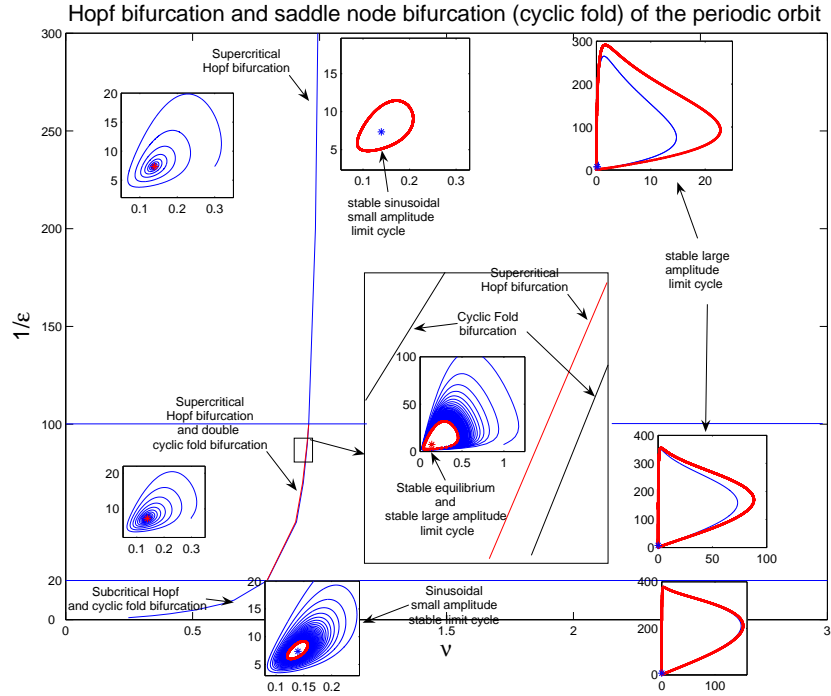 Hopf bifurcation and saddle node bifurcation (cyclic fold) of the periodic orbit
300
250
200
150
100
20
0
1/ε
0
0.5
1.5
2
3
ν
Supercritical
Hopf bifurcation
20
15
10
5
0.1
0.2
0.3
15
10
5
0.1
0.2
0.3
stable sinusoidal
small amplitude
limit cycle
300
200
100
0
0
10
20
stable large
amplitude
limit cycle
Supercritical
Hopf bifurcation
Cyclic Fold
bifurcation
100
50
0
0
0.5
1
Stable equilibrium
and
stable large amplitude
limit cycle
Supercritical
Hopf bifurcation
and double
cyclic fold bifurcation
20
10
0.1
0.2
0.3
400
300
200
100
0
0
50
100
Subcritical Hopf
and cyclic fold bifurcation
20
15
10
5
0.1
0.15
0.2
Sinusoidal
small amplitude
stable limit cycle
400
200
0
0
100